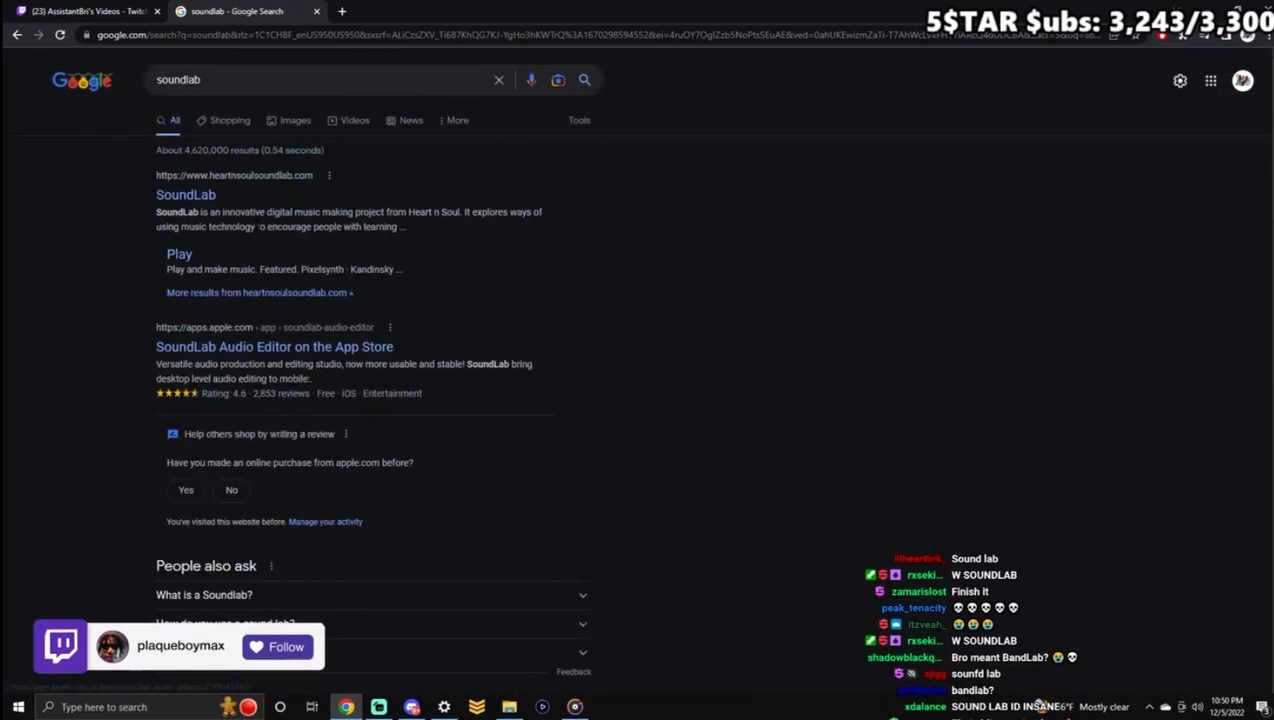 (23) AssistantBri's Videos - Twitch
soundlab - Google Search
5$TAR $ubs: 3,243/3,300
Google
soundlab
All
Shopping
Images
Videos
News
More
Tools
About 4,620,000 results (0.54 seconds)
https://www.heartnsoulsoundlab.com
SoundLab
SoundLab is an innovative digital music making project from Heart n Soul. It explores ways of
using music technology to encourage people with learning ...
Play
Play and make music. Featured. Pixelsynth · Kandinsky ...
More results from heartnsoulsoundlab.com »
https://apps.apple.com › app › soundlab-audio-editor
SoundLab Audio Editor on the App Store
Versatile audio production and editing studio, now more usable and stable! SoundLab bring
desktop level audio editing to mobile:.
Rating: 4.6 · 2,853 reviews · Free · iOS · Entertainment
Help others shop by writing a review
Have you made an online purchase from apple.com before?
Yes
No
You've visited this website before. Manage your activity
People also ask
What is a Soundlab?
Feedback
plaqueboymax
Follow
Sound lab
rxseki... W SOUNDLAB
zamarislost Finish it
peak_tenacity
itzveah_
rxseki... W SOUNDLAB
shadowblackq... Bro meant BandLab?
sounfd lab
bandlab?
xdalance SOUND LAB ID INSANE
Type here to search
6°F Mostly clear
10:50 PM
12/5/2022